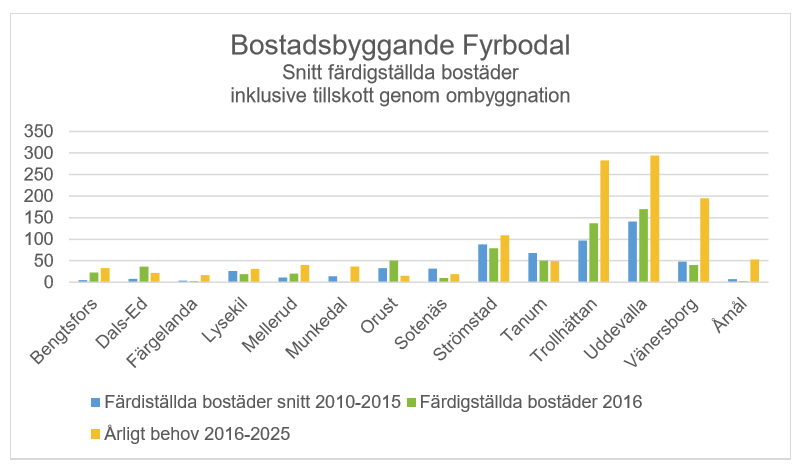 Bostadsbyggande Fyrbodal
Snitt färdigställda bostäder
inklusive tillskott genom ombyggnation
350
300
250
200
150
100
50
0
Bengtsfors
Dals-Ed
Färgelanda
Lysekil
Mellerud
Munkedal
Orust
Sotenäs
Strömstad
Tanum
Trollhättan
Uddevalla
Vänersborg
Åmål
Färdiställda bostäder snitt 2010-2015
Färdigställda bostäder 2016
Årligt behov 2016-2025